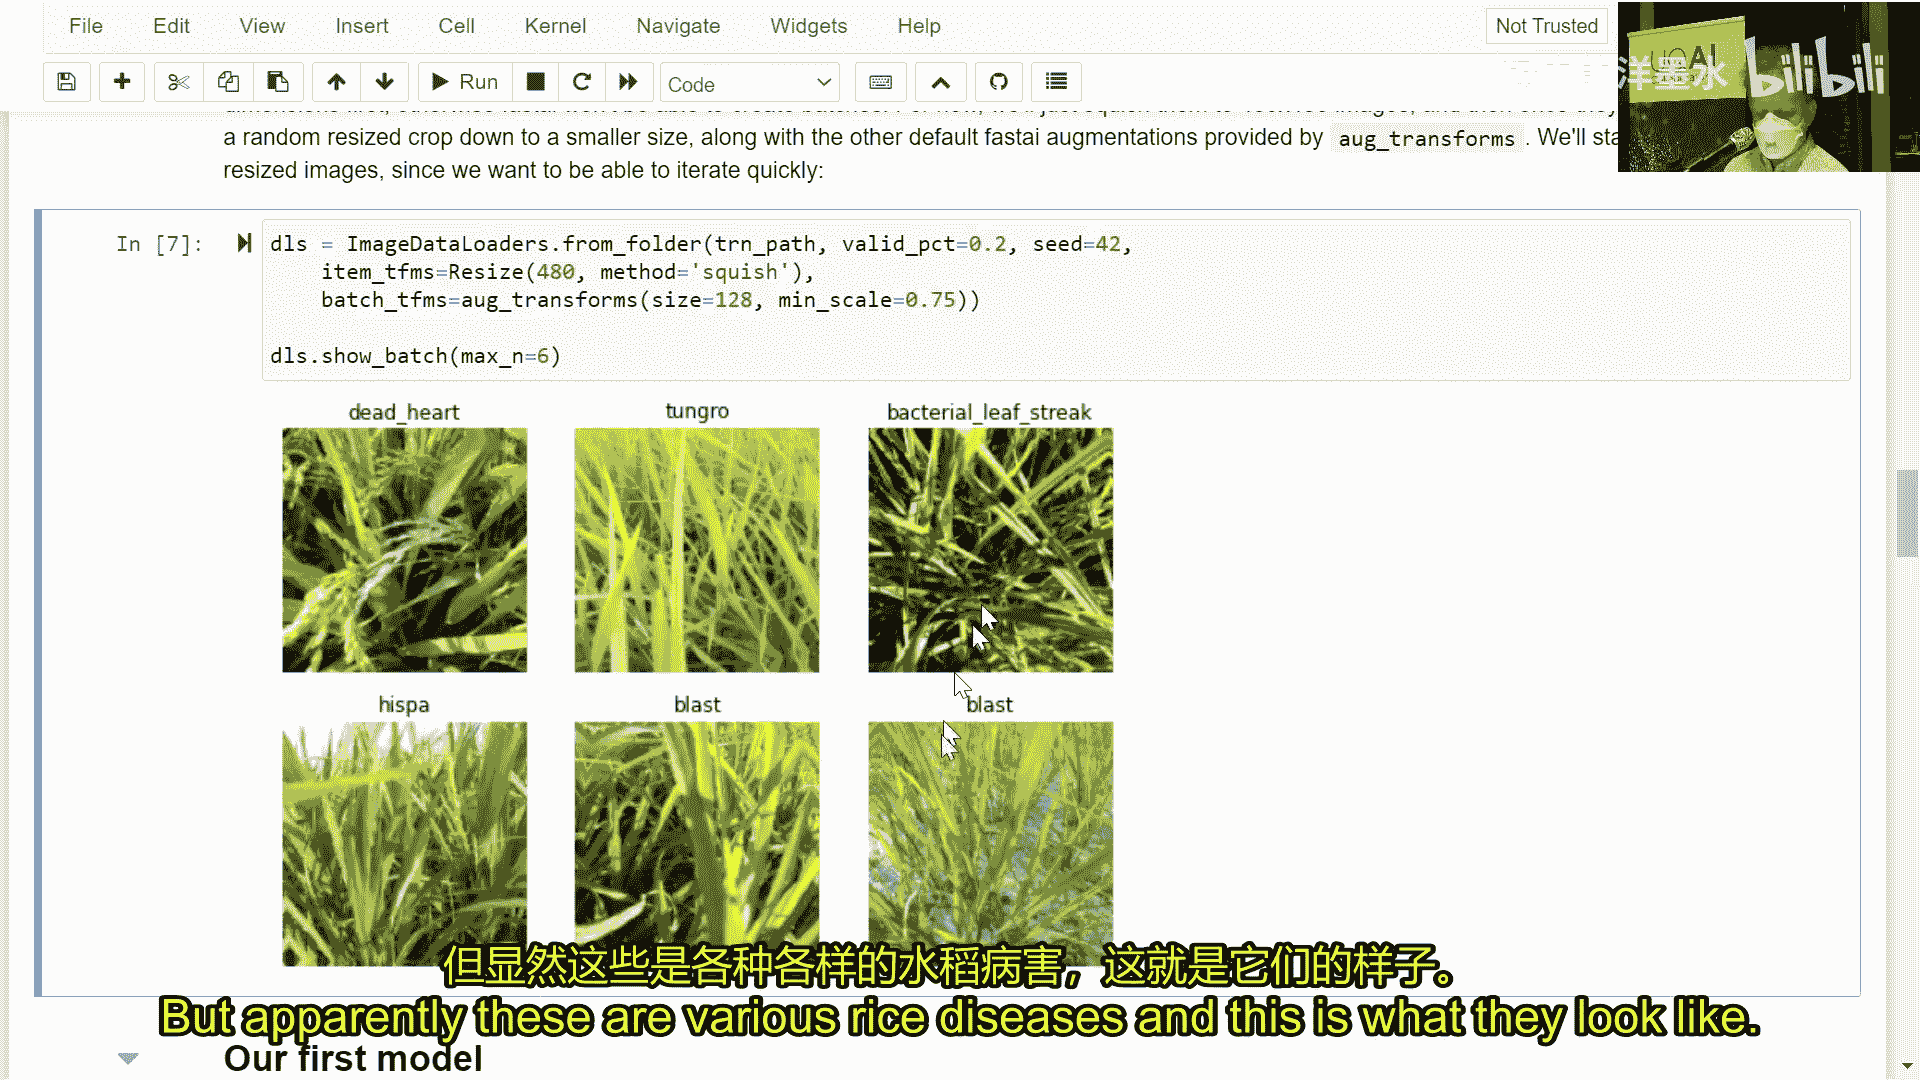 File Edit View Insert Cell Kernel Navigate Widgets Help
Not Trusted
Run Code
洋墨水 bilibili
a random resized crop down to a smaller size, along with the other default fastai augmentations provided by aug_transforms . We'll sta
resized images, since we want to be able to iterate quickly:
In [7]:
dls = ImageDataLoaders.from_folder(trn_path, valid_pct=0.2, seed=42,
item_tfms=Resize(480, method='squish'),
batch_tfms=aug_transforms(size=128, min_scale=0.75))
dls.show_batch(max_n=6)
dead_heart tungro bacterial_leaf_streak
hispa blast blast
但显然这些是各种各样的水稻病害，这就是它们的样子。
But apparently these are various rice diseases and this is what they look like.
Our first model